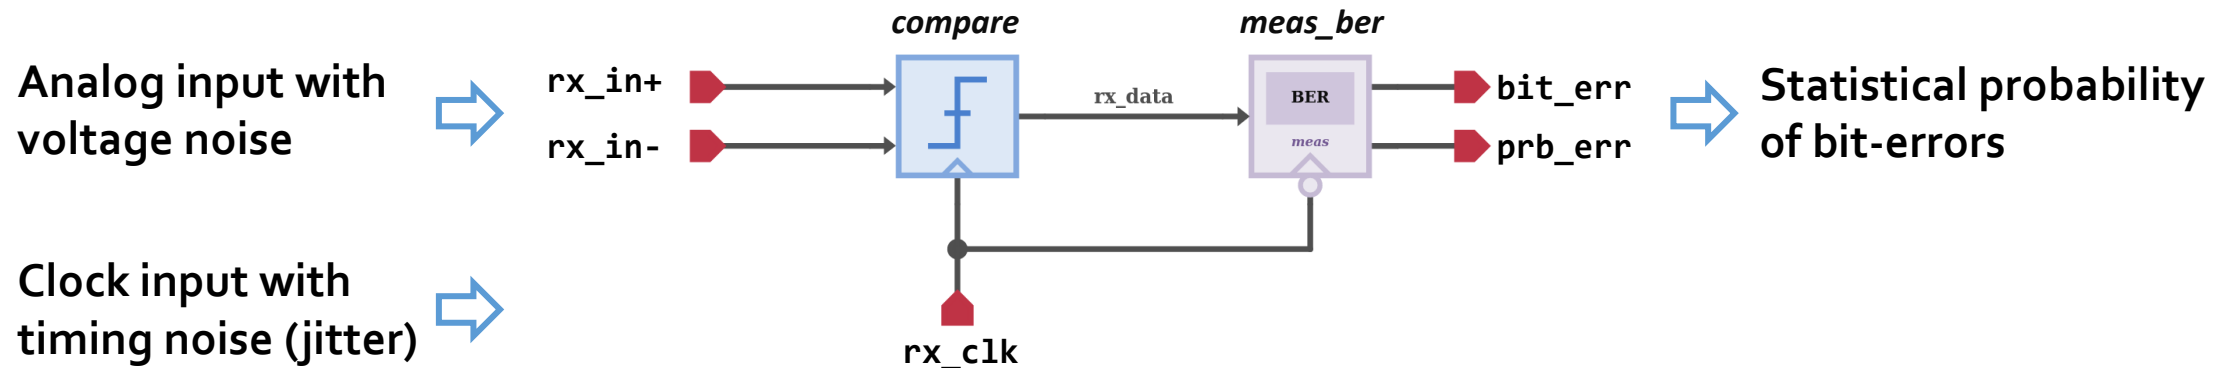 compare
meas_ber
Analog input with
voltage noise
rx_in+
rx_in-
rx_data
BER
meas
bit_err
prb_err
Statistical probability
of bit-errors
Clock input with
timing noise (jitter)
rx_clk